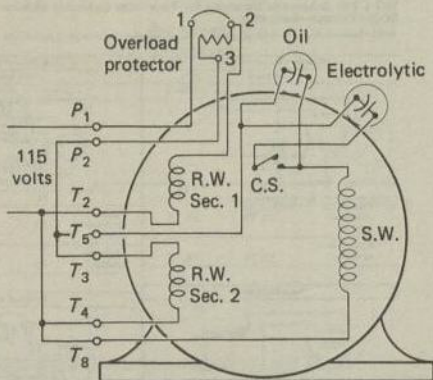 1 2
Overload
protector
3
Oil
Electrolytic
P1
115
volts
P2
T2
T5
T3
T4
T8
R.W.
Sec. 1
C.S.
S.W.
R.W.
Sec. 2